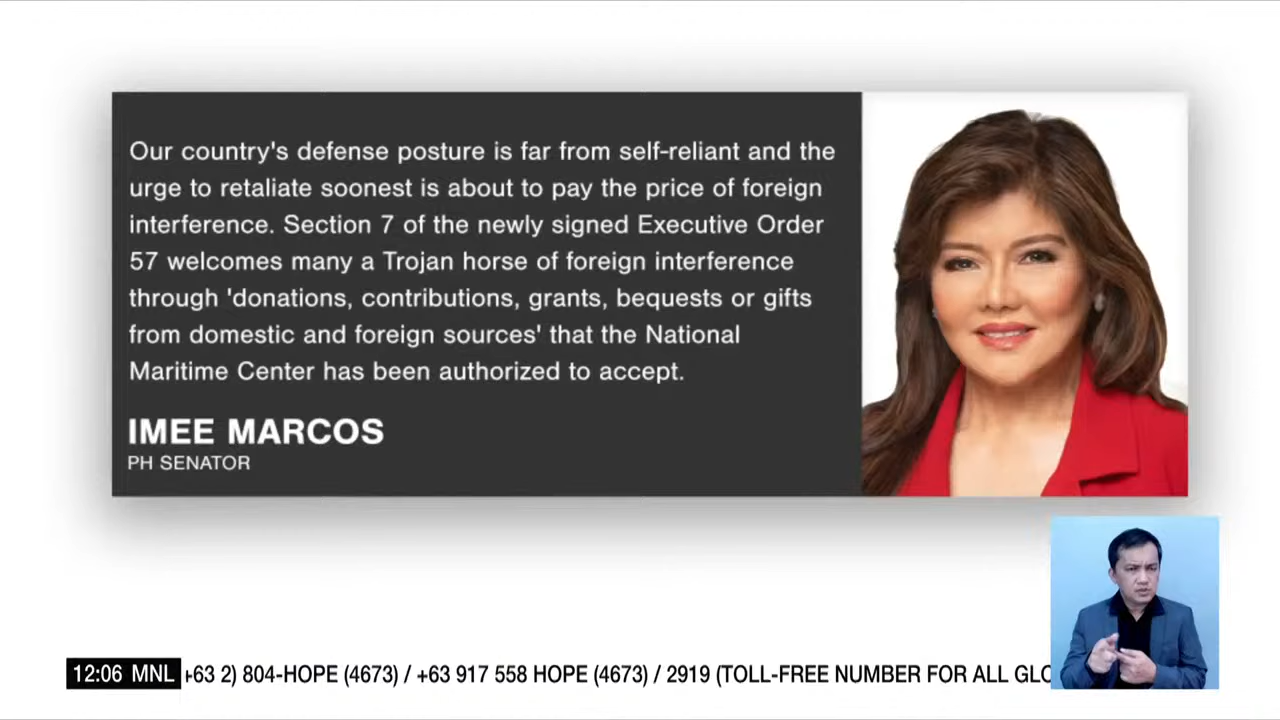 Our country's defense posture is far from self-reliant and the
urge to retaliate soonest is about to pay the price of foreign
interference. Section 7 of the newly signed Executive Order
57 welcomes many a Trojan horse of foreign interference
through 'donations, contributions, grants, bequests or gifts
from domestic and foreign sources' that the National
Maritime Center has been authorized to accept.
IMEE MARCOS
PH SENATOR
12:06 MNL +63 2) 804-HOPE (4673) / +63 917 558 HOPE (4673) / 2919 (TOLL-FREE NUMBER FOR ALL